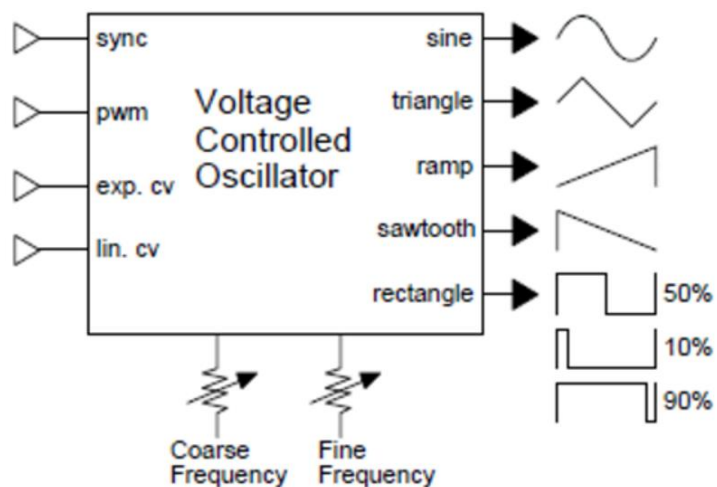 sync
pwm
exp. cv
lin. cv
Voltage
Controlled
Oscillator
sine
triangle
ramp
sawtooth
rectangle
50%
10%
90%
Coarse
Frequency
Fine
Frequency